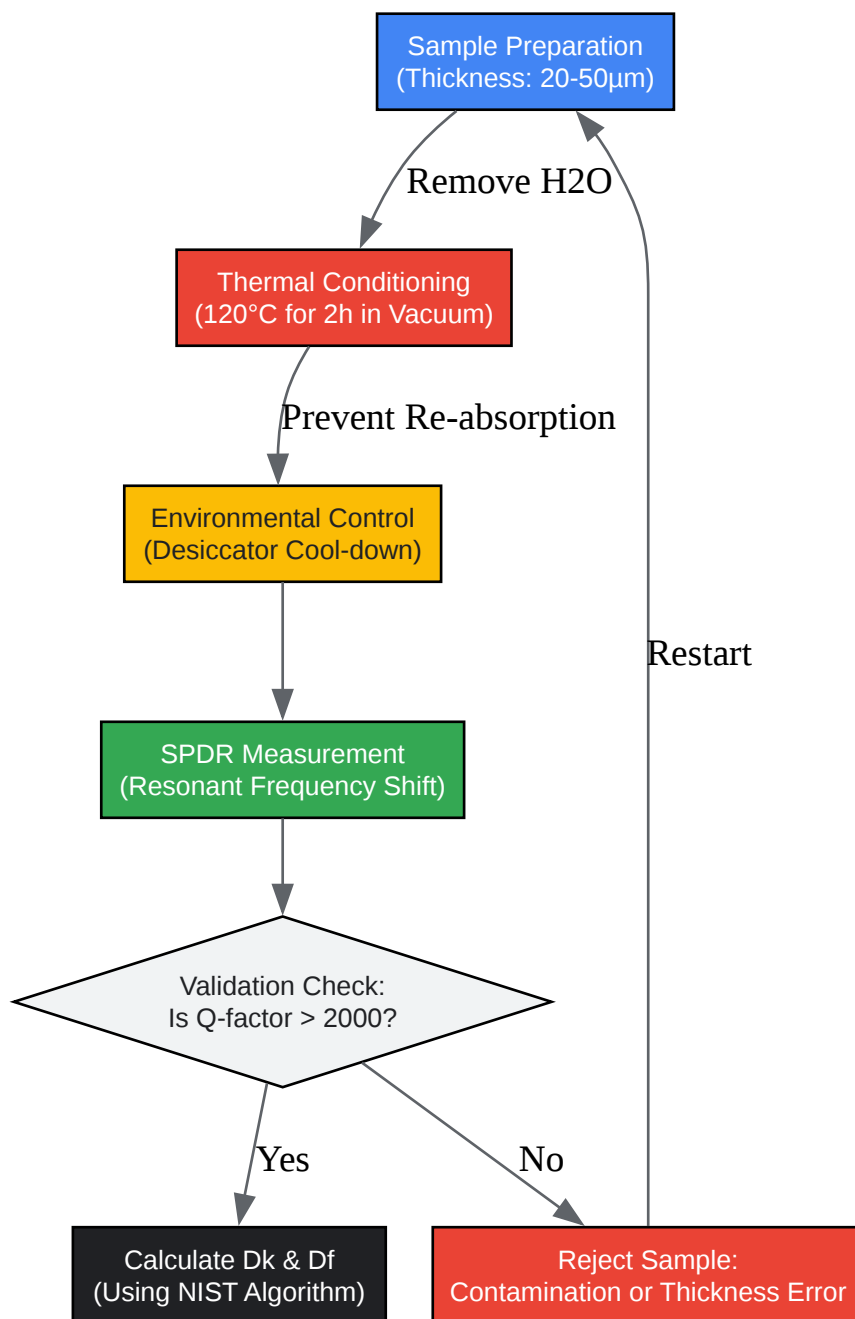 Sample Preparation
(Thickness: 20-50µm)
Remove H2O
Thermal Conditioning
(120°C for 2h in Vacuum)
Prevent Re-absorption
Environmental Control
(Desiccator Cool-down)
Restart
SPDR Measurement
(Resonant Frequency Shift)
Validation Check:
Is Q-factor > 2000?
Yes
No
Calculate Dk & Df
(Using NIST Algorithm)
Reject Sample:
Contamination or Thickness Error